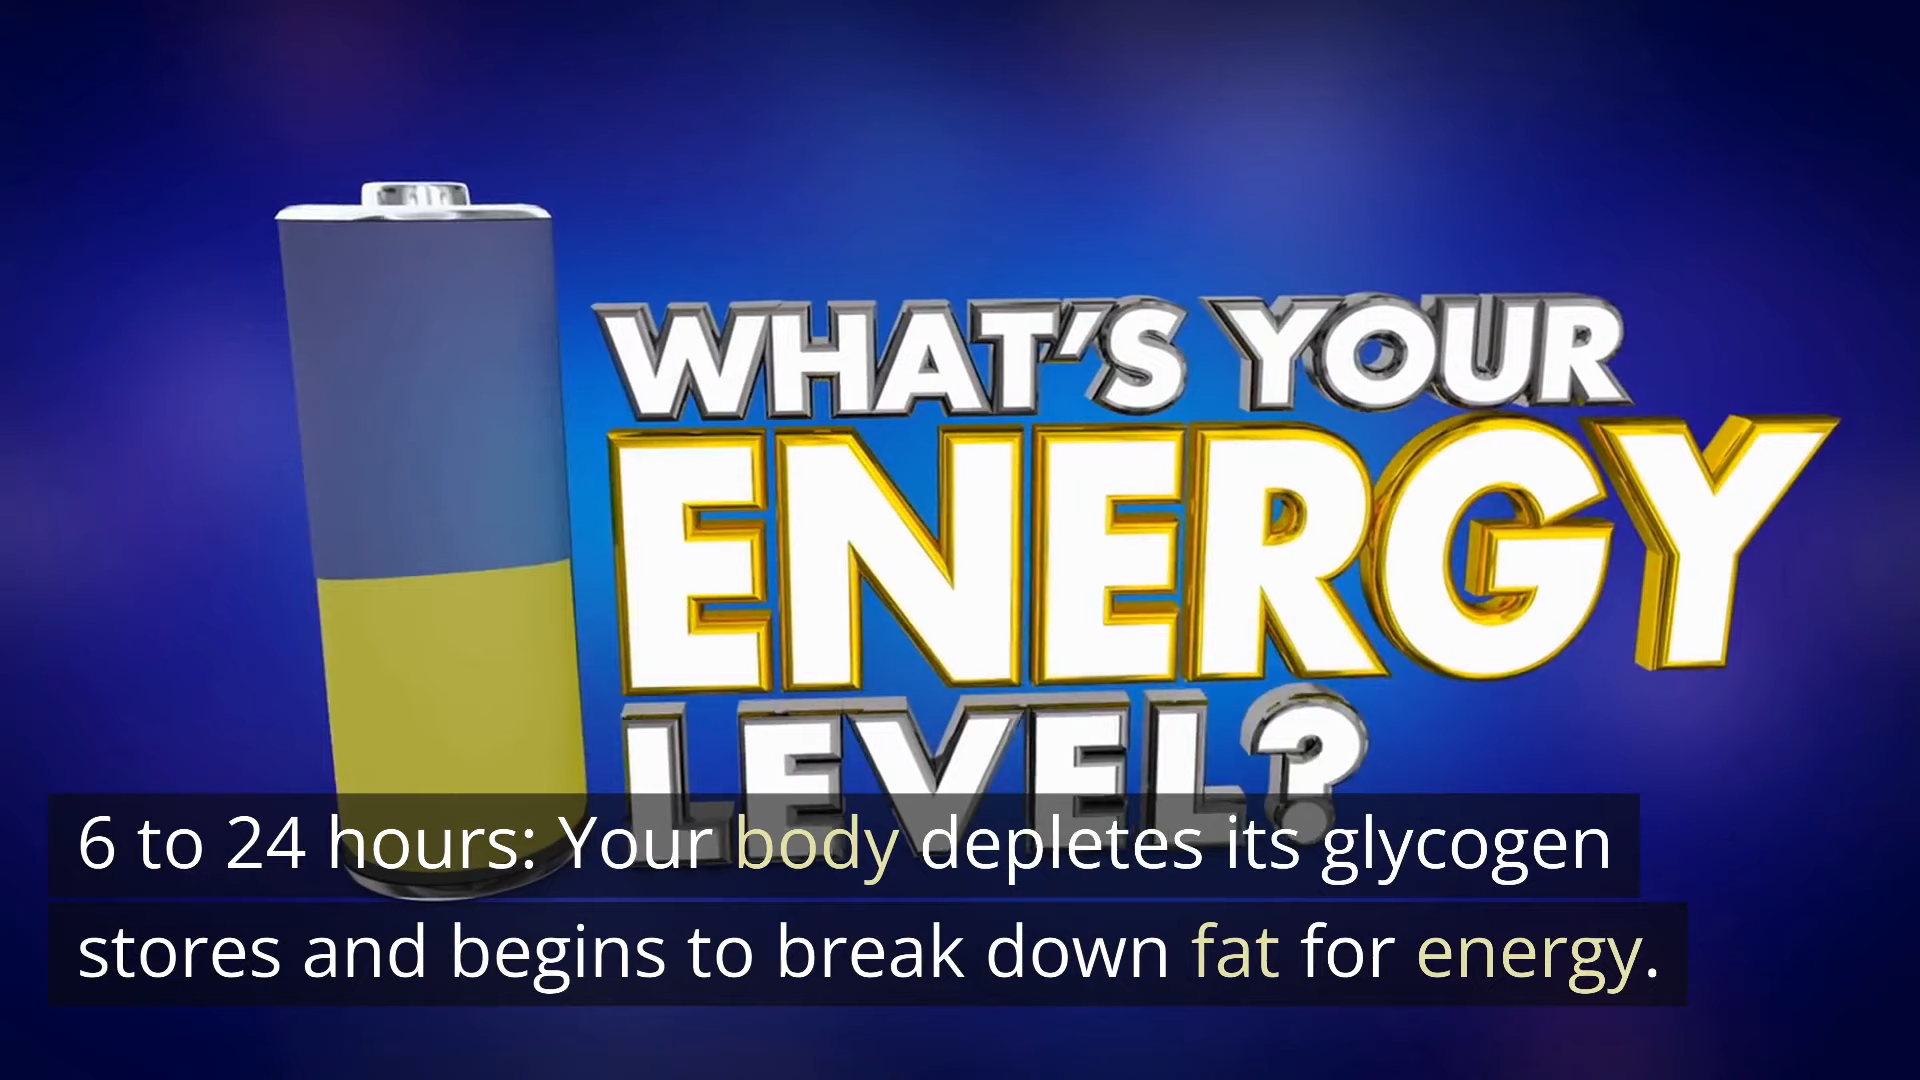 WHAT'S YOUR
ENERGY
LEVEL?
6 to 24 hours: Your body depletes its glycogen
stores and begins to break down fat for energy.